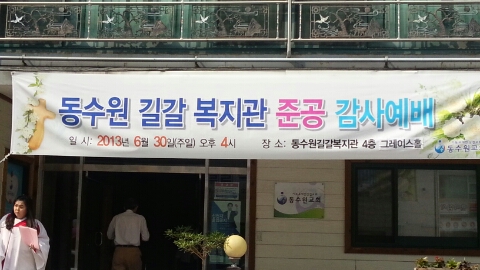 동수원 길갈 복지관 준공 감사예배
일 시: 2013년 6월 30일(주일) 오후 4시 장 소: 동수원길갈복지관 4층 그레이스홀
동수원교회